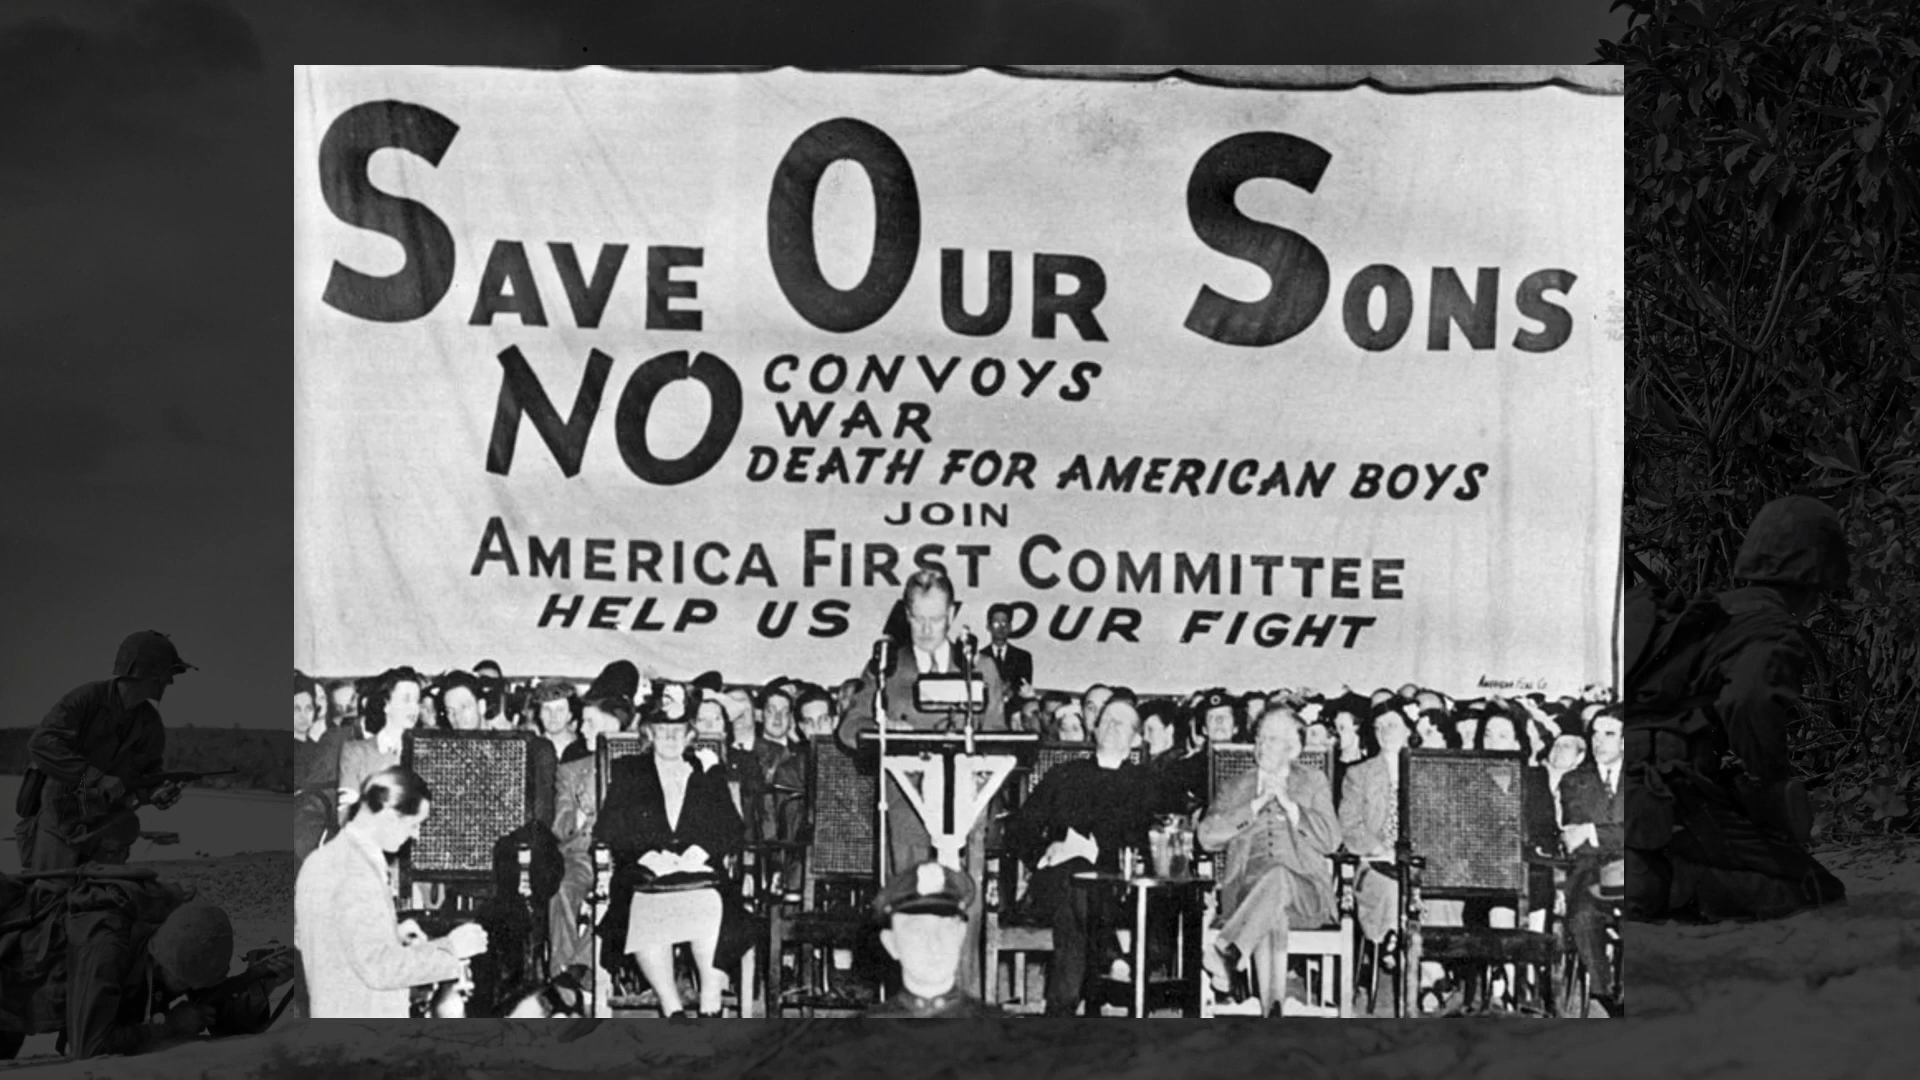 SAVE OUR SONS
NO CONVOYS
WAR
DEATH FOR AMERICAN BOYS
JOIN
AMERICA FIRST COMMITTEE
HELP US OUR FIGHT